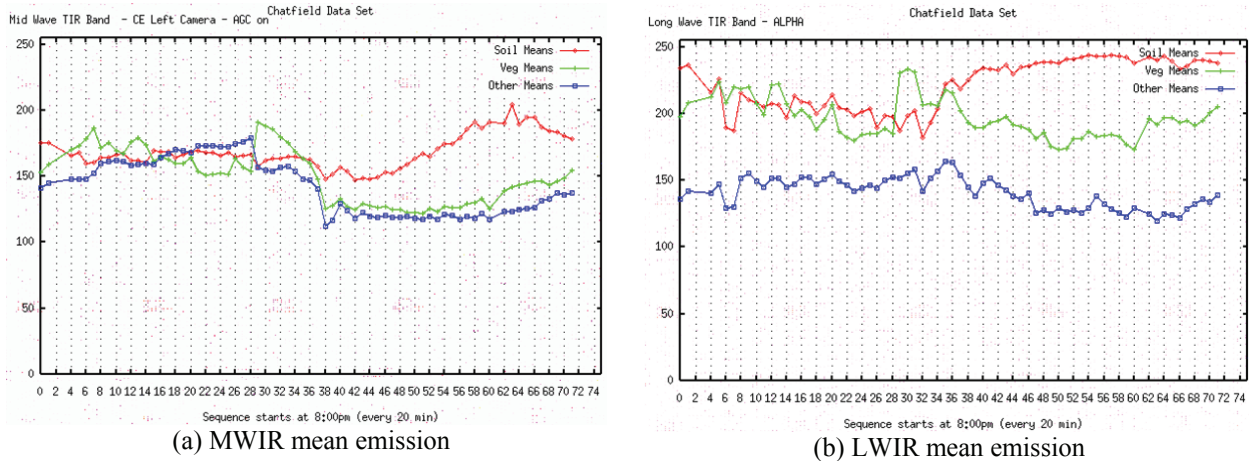 Chatfield Data Set
Mid Wave TIR Band - CE Left Camera - AGC on
250
200
150
100
50
0
Soil Means
Veg Means
Other Means
0 2 4 6 8 10 12 14 16 18 20 22 24 26 28 30 32 34 36 38 40 42 44 46 48 50 52 54 56 58 60 62 64 66 68 70 72 74
Sequence starts at 8:00pm (every 20 min)
(a) MWIR mean emission
Chatfield Data Set
Long Wave TIR Band - ALPHA
250
200
150
100
50
0
Soil Means
Veg Means
Other Means
0 2 4 6 8 10 12 14 16 18 20 22 24 26 28 30 32 34 36 38 40 42 44 46 48 50 52 54 56 58 60 62 64 66 68 70 72 74
Sequence starts at 8:00pm (every 20 min)
(b) LWIR mean emission